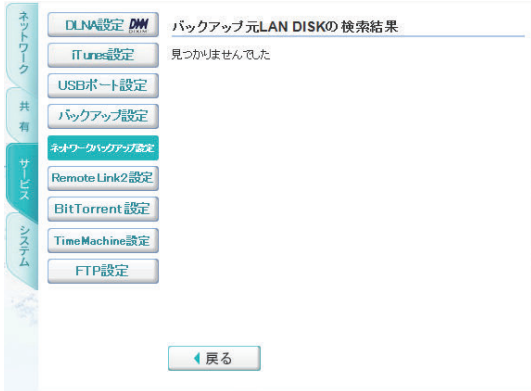 ネットワーク
共有
サービス
システム
DLNA設定
iTunes設定
USBポート設定
バックアップ設定
ネットワークバックアップ設定
RemoteLink2設定
BitTorrent設定
TimeMachine設定
FTP設定
バックアップ元LAN DISKの検索結果
見つかりませんでした
戻る